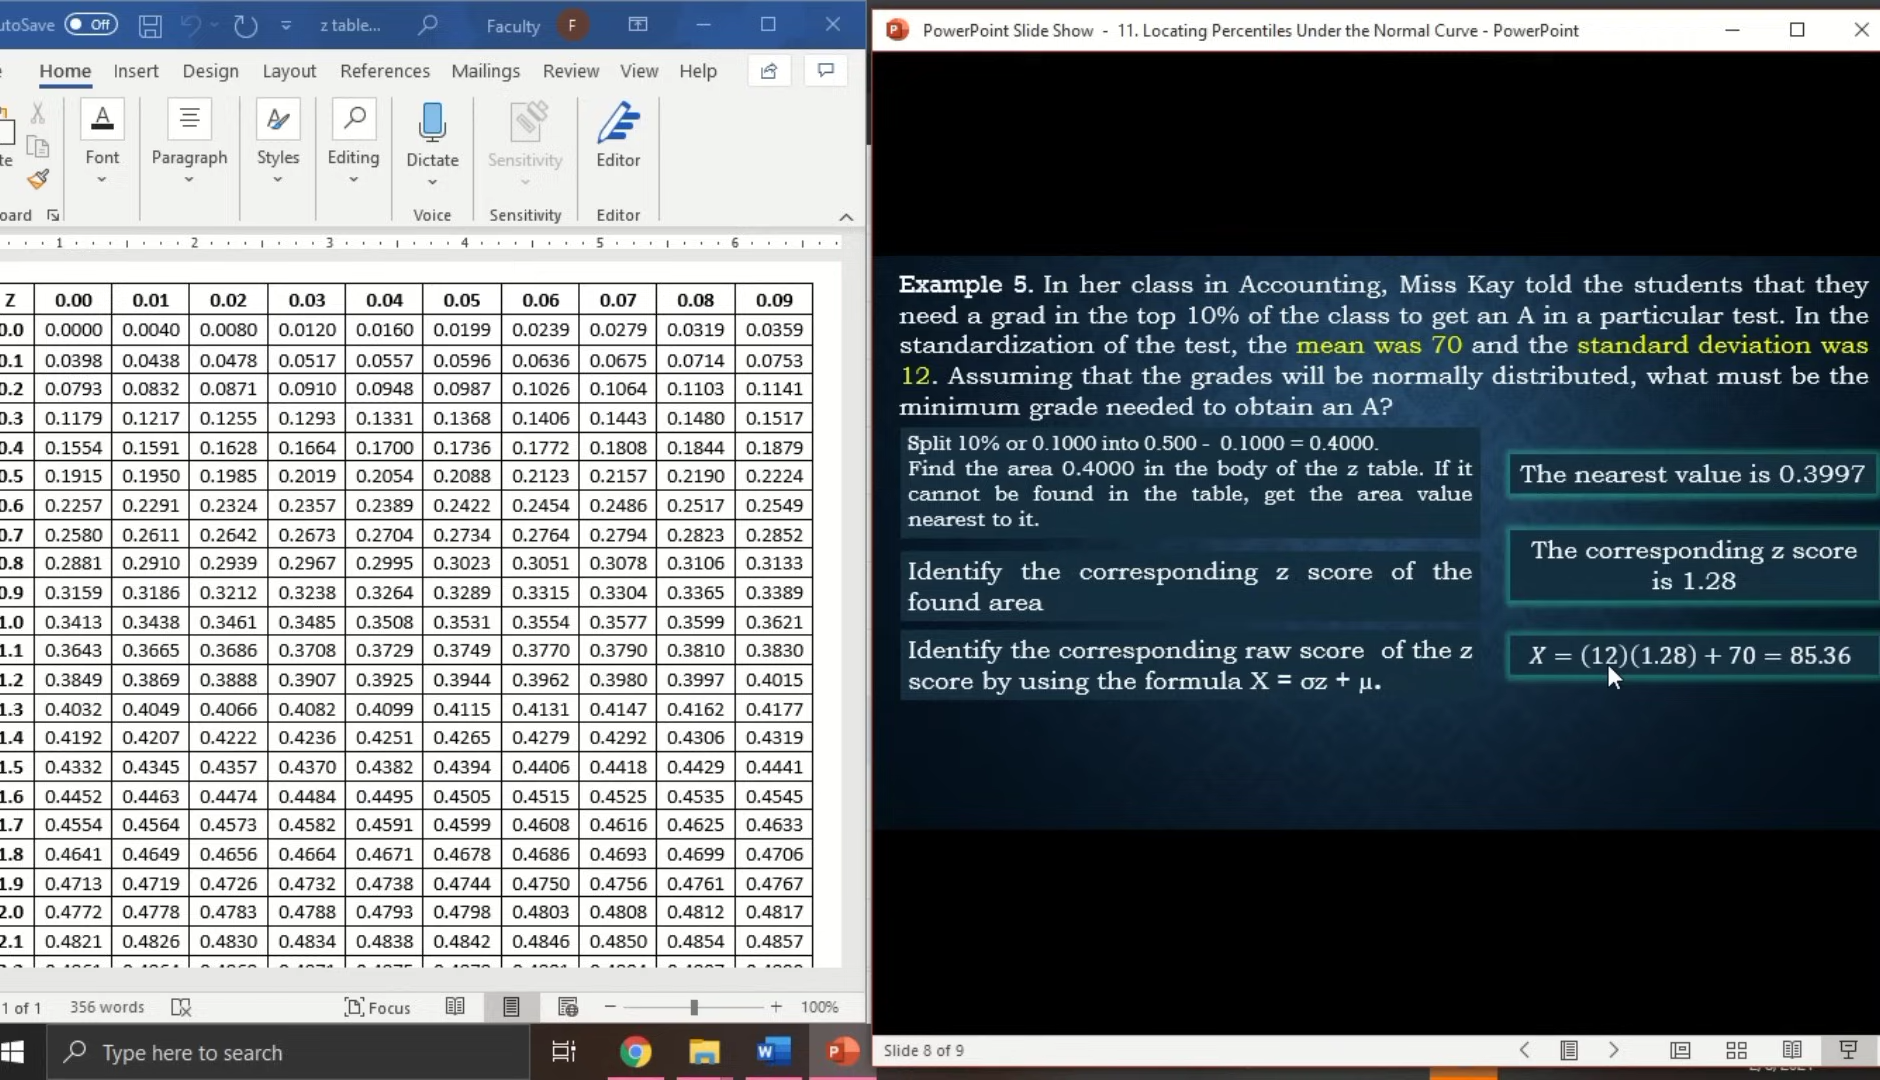 utoSave Off z table... Faculty F
Home Insert Design Layout References Mailings Review View Help
te Font Paragraph Styles Editing Dictate Sensitivity Editor
oard Voice Sensitivity Editor
1 2 3 4 5 6
Z 0.00 0.01 0.02 0.03 0.04 0.05 0.06 0.07 0.08 0.09
0.0 0.0000 0.0040 0.0080 0.0120 0.0160 0.0199 0.0239 0.0279 0.0319 0.0359
0.1 0.0398 0.0438 0.0478 0.0517 0.0557 0.0596 0.0636 0.0675 0.0714 0.0753
0.2 0.0793 0.0832 0.0871 0.0910 0.0948 0.0987 0.1026 0.1064 0.1103 0.1141
0.3 0.1179 0.1217 0.1255 0.1293 0.1331 0.1368 0.1406 0.1443 0.1480 0.1517
0.4 0.1554 0.1591 0.1628 0.1664 0.1700 0.1736 0.1772 0.1808 0.1844 0.1879
0.5 0.1915 0.1950 0.1985 0.2019 0.2054 0.2088 0.2123 0.2157 0.2190 0.2224
0.6 0.2257 0.2291 0.2324 0.2357 0.2389 0.2422 0.2454 0.2486 0.2517 0.2549
0.7 0.2580 0.2611 0.2642 0.2673 0.2704 0.2734 0.2764 0.2794 0.2823 0.2852
0.8 0.2881 0.2910 0.2939 0.2967 0.2995 0.3023 0.3051 0.3078 0.3106 0.3133
0.9 0.3159 0.3186 0.3212 0.3238 0.3264 0.3289 0.3315 0.3304 0.3365 0.3389
1.0 0.3413 0.3438 0.3461 0.3485 0.3508 0.3531 0.3554 0.3577 0.3599 0.3621
1.1 0.3643 0.3665 0.3686 0.3708 0.3729 0.3749 0.3770 0.3790 0.3810 0.3830
1.2 0.3849 0.3869 0.3888 0.3907 0.3925 0.3944 0.3962 0.3980 0.3997 0.4015
1.3 0.4032 0.4049 0.4066 0.4082 0.4099 0.4115 0.4131 0.4147 0.4162 0.4177
1.4 0.4192 0.4207 0.4222 0.4236 0.4251 0.4265 0.4279 0.4292 0.4306 0.4319
1.5 0.4332 0.4345 0.4357 0.4370 0.4382 0.4394 0.4406 0.4418 0.4429 0.4441
1.6 0.4452 0.4463 0.4474 0.4484 0.4495 0.4505 0.4515 0.4525 0.4535 0.4545
1.7 0.4554 0.4564 0.4573 0.4582 0.4591 0.4599 0.4608 0.4616 0.4625 0.4633
1.8 0.4641 0.4649 0.4656 0.4664 0.4671 0.4678 0.4686 0.4693 0.4699 0.4706
1.9 0.4713 0.4719 0.4726 0.4732 0.4738 0.4744 0.4750 0.4756 0.4761 0.4767
2.0 0.4772 0.4778 0.4783 0.4788 0.4793 0.4798 0.4803 0.4808 0.4812 0.4817
2.1 0.4821 0.4826 0.4830 0.4834 0.4838 0.4842 0.4846 0.4850 0.4854 0.4857
1 of 1 356 words Focus 100%
Type here to search
PowerPoint Slide Show - 11. Locating Percentiles Under the Normal Curve - PowerPoint
Example 5. In her class in Accounting, Miss Kay told the students that they
need a grad in the top 10% of the class to get an A in a particular test. In the
standardization of the test, the mean was 70 and the standard deviation was
12. Assuming that the grades will be normally distributed, what must be the
minimum grade needed to obtain an A?
Split 10% or 0.1000 into 0.500 - 0.1000 = 0.4000.
Find the area 0.4000 in the body of the z table. If it
cannot be found in the table, get the area value
nearest to it.
The nearest value is 0.3997
Identify the corresponding z score of the
found area
The corresponding z score
is 1.28
Identify the corresponding raw score of the z
score by using the formula X = σz + μ.
X = (12)(1.28) + 70 = 85.36
Slide 8 of 9